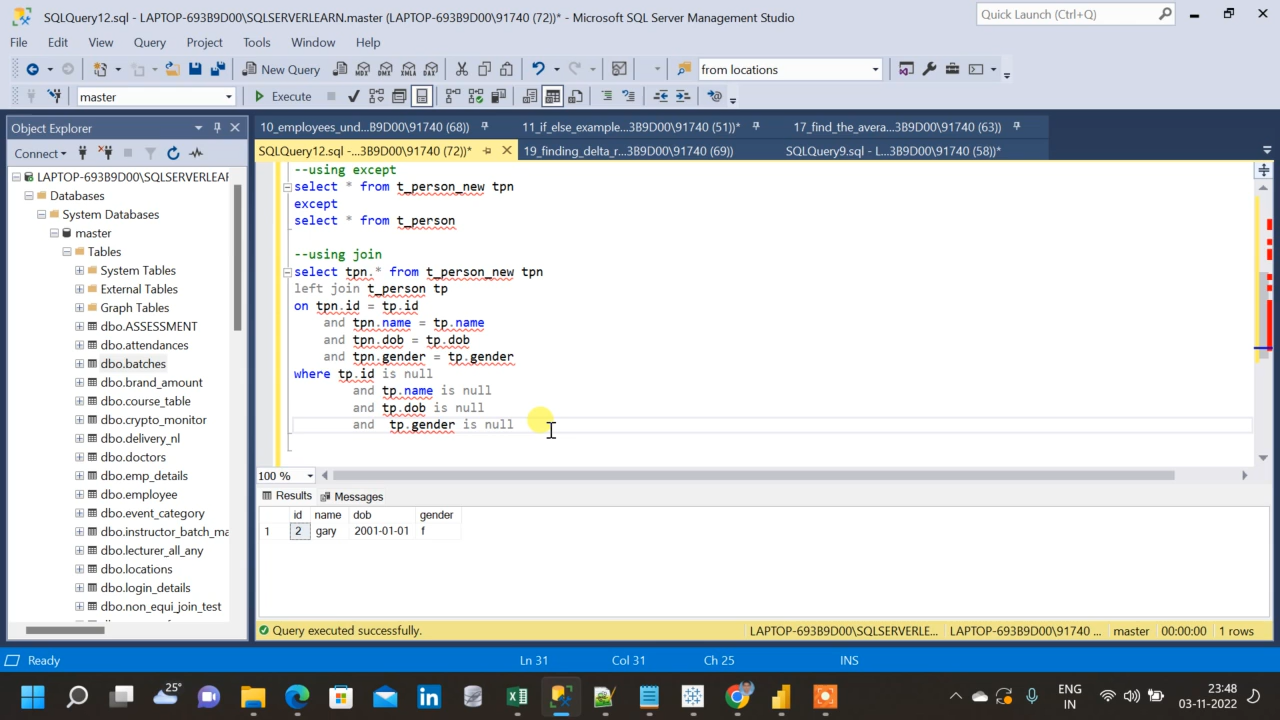 SQLQuery12.sql - LAPTOP-693B9D00\SQLSERVERLEARN.master (LAPTOP-693B9D00\91740 (72))* - Microsoft SQL Server Management Studio
Quick Launch (Ctrl+Q)
File Edit View Query Project Tools Window Help
New Query MDX DMX XMLA DAX from locations
master Execute
Object Explorer
10_employees_und...B9D00\91740 (68)) 11_if_else_example...3B9D00\91740 (51))* 17_find_the_avera...3B9D00\91740 (63))
SQLQuery12.sql -...3B9D00\91740 (72))* 19_finding_delta_r...3B9D00\91740 (69)) SQLQuery9.sql - L...3B9D00\91740 (58))*
Connect
LAPTOP-693B9D00\SQLSERVERLEAR
Databases
System Databases
master
Tables
System Tables
External Tables
Graph Tables
dbo.ASSESSMENT
dbo.attendances
dbo.batches
dbo.brand_amount
dbo.course_table
dbo.crypto_monitor
dbo.delivery_nl
dbo.doctors
dbo.emp_details
dbo.employee
dbo.event_category
dbo.instructor_batch_ma
dbo.lecturer_all_any
dbo.locations
dbo.login_details
dbo.non_equi_join_test
--using except
select * from t_person_new tpn
except
select * from t_person
--using join
select tpn.* from t_person_new tpn
left join t_person tp
on tpn.id = tp.id
and tpn.name = tp.name
and tpn.dob = tp.dob
and tpn.gender = tp.gender
where tp.id is null
and tp.name is null
and tp.dob is null
and tp.gender is null
100 %
Results Messages
id name dob gender
1 2 gary 2001-01-01 f
Query executed successfully. LAPTOP-693B9D00\SQLSERVERLE... LAPTOP-693B9D00\91740 ... master 00:00:00 1 rows
Ready Ln 31 Col 31 Ch 25 INS
25°
ENG
IN
23:48
03-11-2022